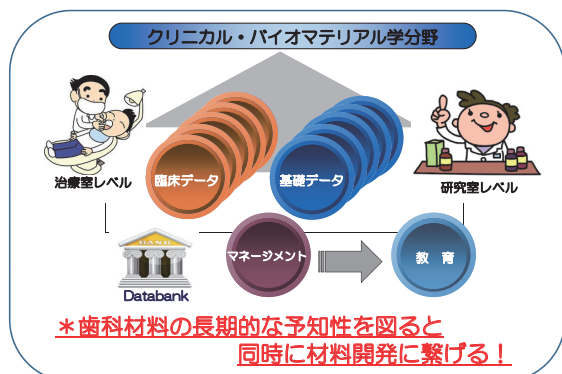 クリニカル・バイオマテリアル学分野
臨床データ
基礎データ
治療室レベル
研究室レベル
BANK
Databank
マネージメント
教 育
＊歯科材料の長期的な予知性を図ると
同時に材料開発に繋げる！